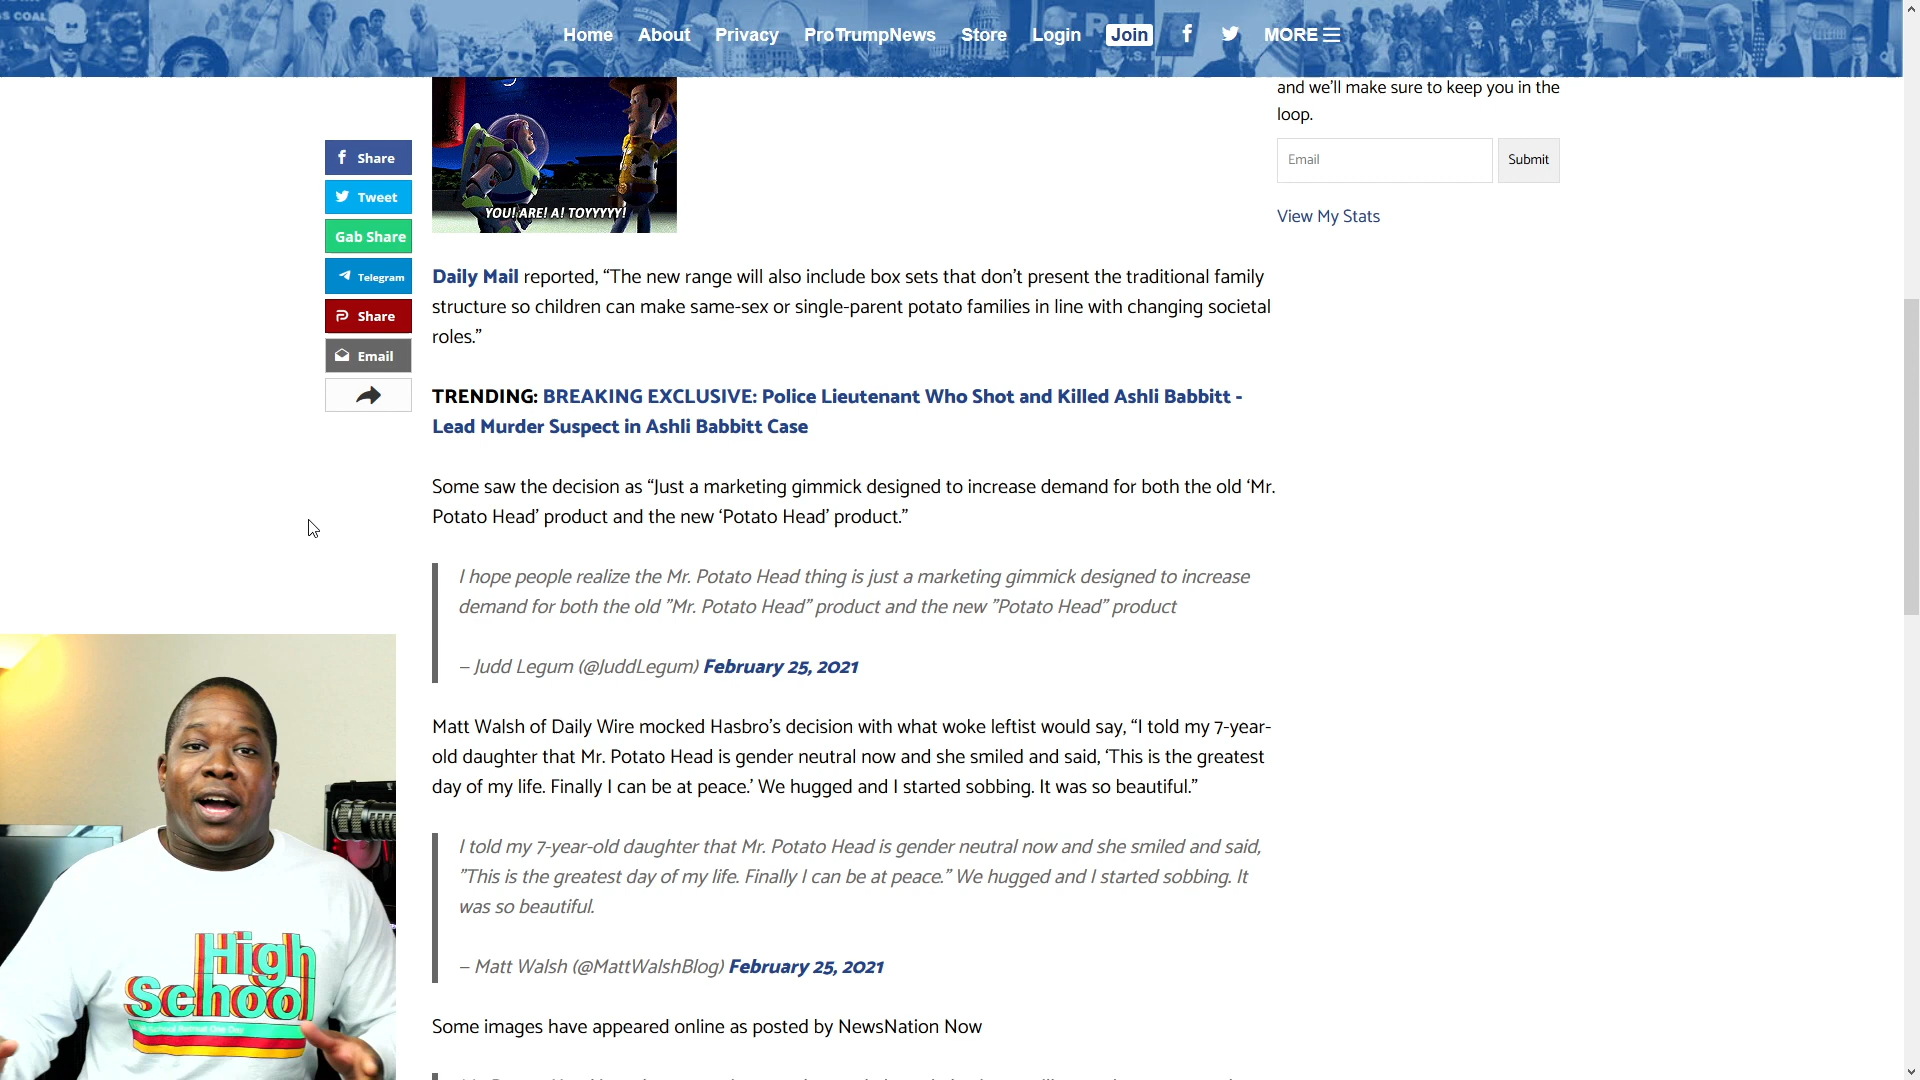 Home About Privacy ProTrumpNews Store Login Join MORE
YOU! ARE! A! TOYYYYY!
and we'll make sure to keep you in the
loop.
Email Submit
View My Stats
Share
Tweet
Gab Share
Telegram
Share
Email
Daily Mail reported, “The new range will also include box sets that don't present the traditional family
structure so children can make same-sex or single-parent potato families in line with changing societal
roles.”
TRENDING: BREAKING EXCLUSIVE: Police Lieutenant Who Shot and Killed Ashli Babbitt -
Lead Murder Suspect in Ashli Babbitt Case
Some saw the decision as “Just a marketing gimmick designed to increase demand for both the old ‘Mr.
Potato Head’ product and the new ‘Potato Head’ product.”
I hope people realize the Mr. Potato Head thing is just a marketing gimmick designed to increase
demand for both the old "Mr. Potato Head" product and the new "Potato Head" product
– Judd Legum (@JuddLegum) February 25, 2021
Matt Walsh of Daily Wire mocked Hasbro's decision with what woke leftist would say, “I told my 7-year-
old daughter that Mr. Potato Head is gender neutral now and she smiled and said, ‘This is the greatest
day of my life. Finally I can be at peace.’ We hugged and I started sobbing. It was so beautiful.”
I told my 7-year-old daughter that Mr. Potato Head is gender neutral now and she smiled and said,
"This is the greatest day of my life. Finally I can be at peace." We hugged and I started sobbing. It
was so beautiful.
– Matt Walsh (@MattWalshBlog) February 25, 2021
Some images have appeared online as posted by NewsNation Now
High
School